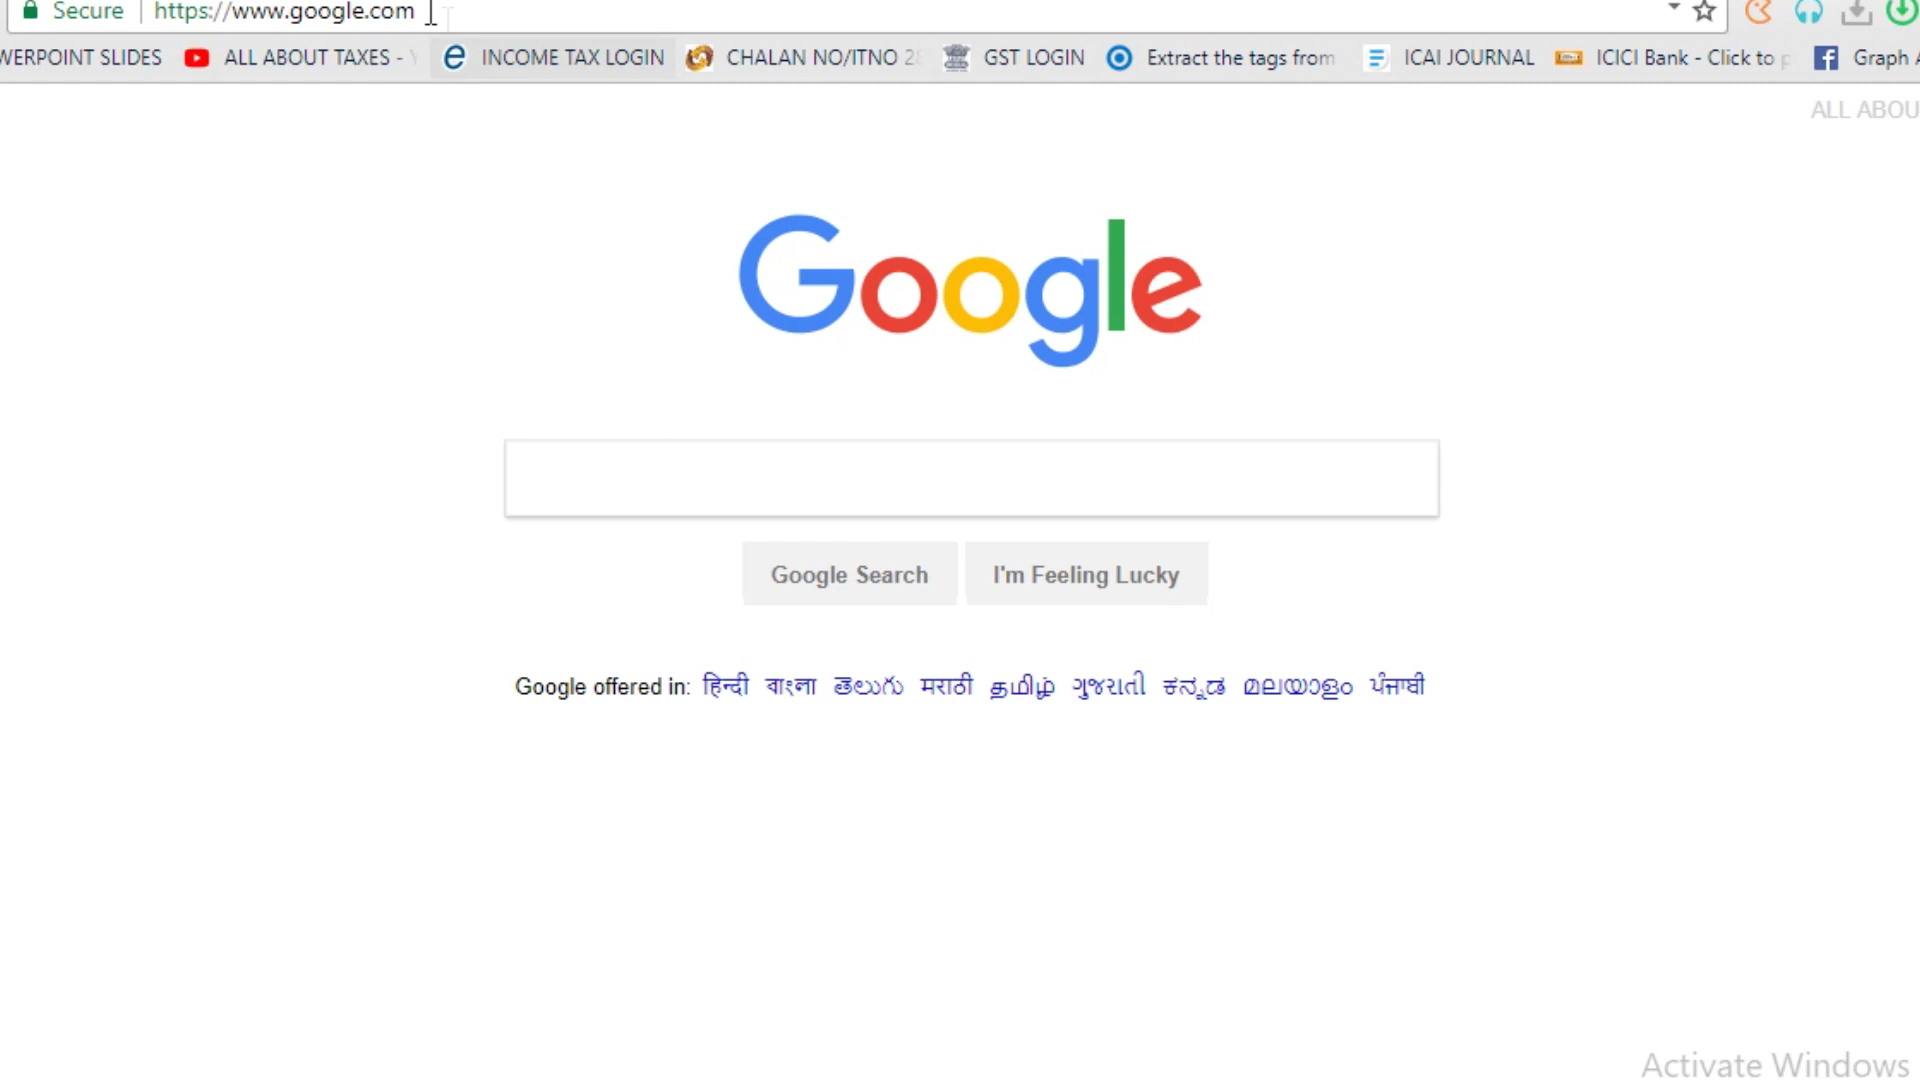 Secure https://www.google.com
WERPOINT SLIDES ALL ABOUT TAXES - INCOME TAX LOGIN CHALAN NO/ITNO 28 GST LOGIN Extract the tags from ICAI JOURNAL ICICI Bank - Click to p Graph A
ALL ABOU
Google
Google Search I'm Feeling Lucky
Google offered in: हिन्दी বাংলা తెలుగు मराठी தமிழ் ગુજરાતી ಕನ್ನಡ മലയാളം ਪੰਜਾਬੀ
Activate Windows